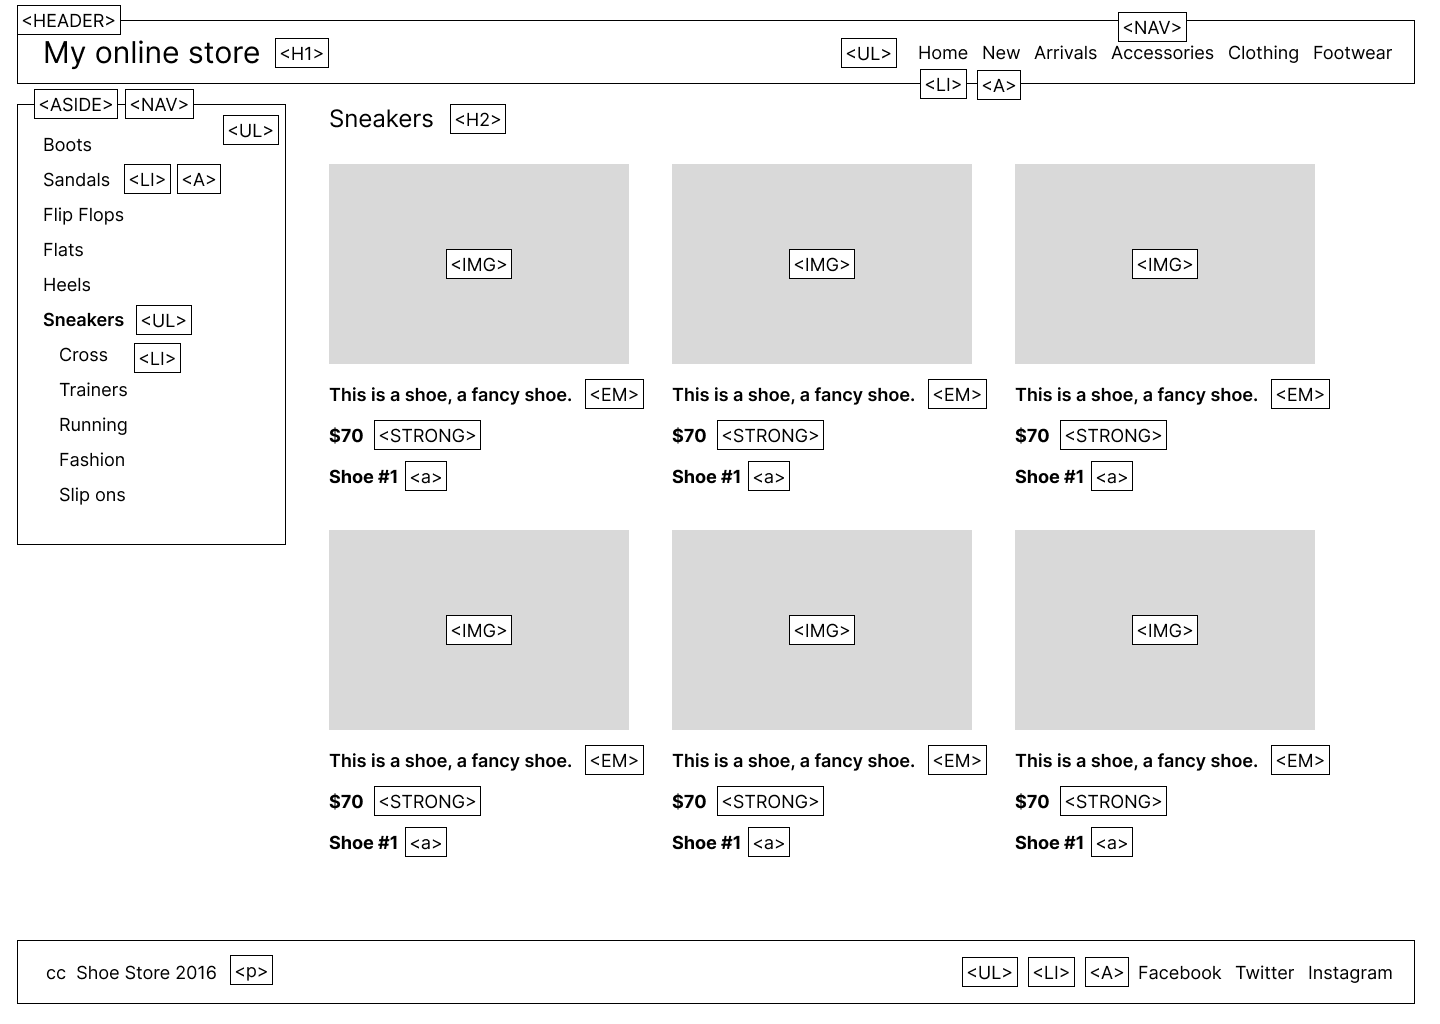 <HEADER>
<NAV>
My online store <H1>
<UL> Home New Arrivals Accessories Clothing Footwear
<LI> <A>
<ASIDE> <NAV>
<UL>
Boots
Sandals <LI> <A>
Flip Flops
Flats
Heels
Sneakers <UL>
Cross <LI>
Trainers
Running
Fashion
Slip ons
Sneakers <H2>
<IMG> <IMG> <IMG>
This is a shoe, a fancy shoe. <EM> This is a shoe, a fancy shoe. <EM> This is a shoe, a fancy shoe. <EM>
$70 <STRONG> $70 <STRONG> $70 <STRONG>
Shoe #1 <a> Shoe #1 <a> Shoe #1 <a>
<IMG> <IMG> <IMG>
This is a shoe, a fancy shoe. <EM> This is a shoe, a fancy shoe. <EM> This is a shoe, a fancy shoe. <EM>
$70 <STRONG> $70 <STRONG> $70 <STRONG>
Shoe #1 <a> Shoe #1 <a> Shoe #1 <a>
cc Shoe Store 2016 <p> <UL> <LI> <A> Facebook Twitter Instagram